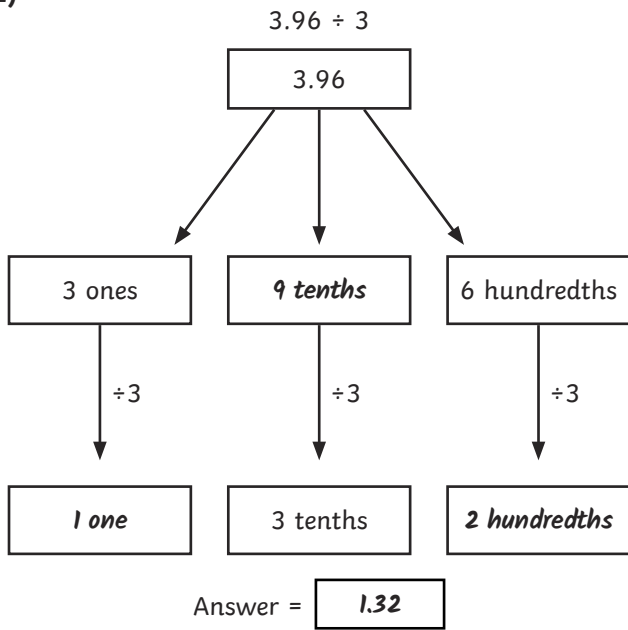 3.96 ÷ 3
3.96
3 ones 9 tenths 6 hundredths
÷3 ÷3 ÷3
1 one 3 tenths 2 hundredths
Answer = 1.32